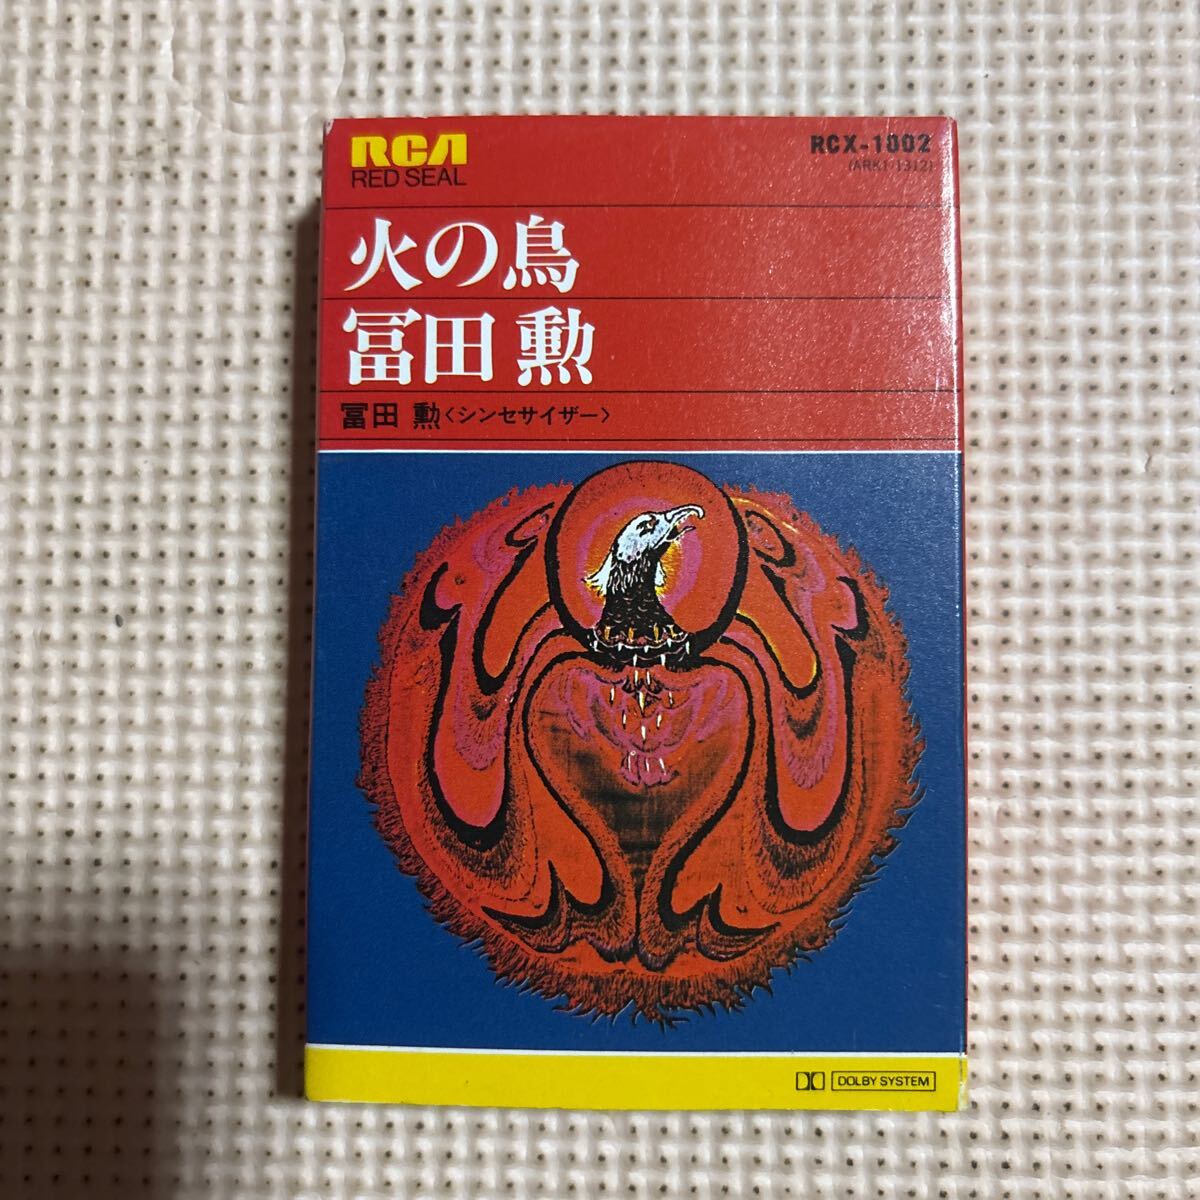 RCA
RED SEAL
RCX-1002
(ARK1-1312)
火の鳥
冨田 勲
冨田 勲〈シンセサイザー〉
DOLBY SYSTEM